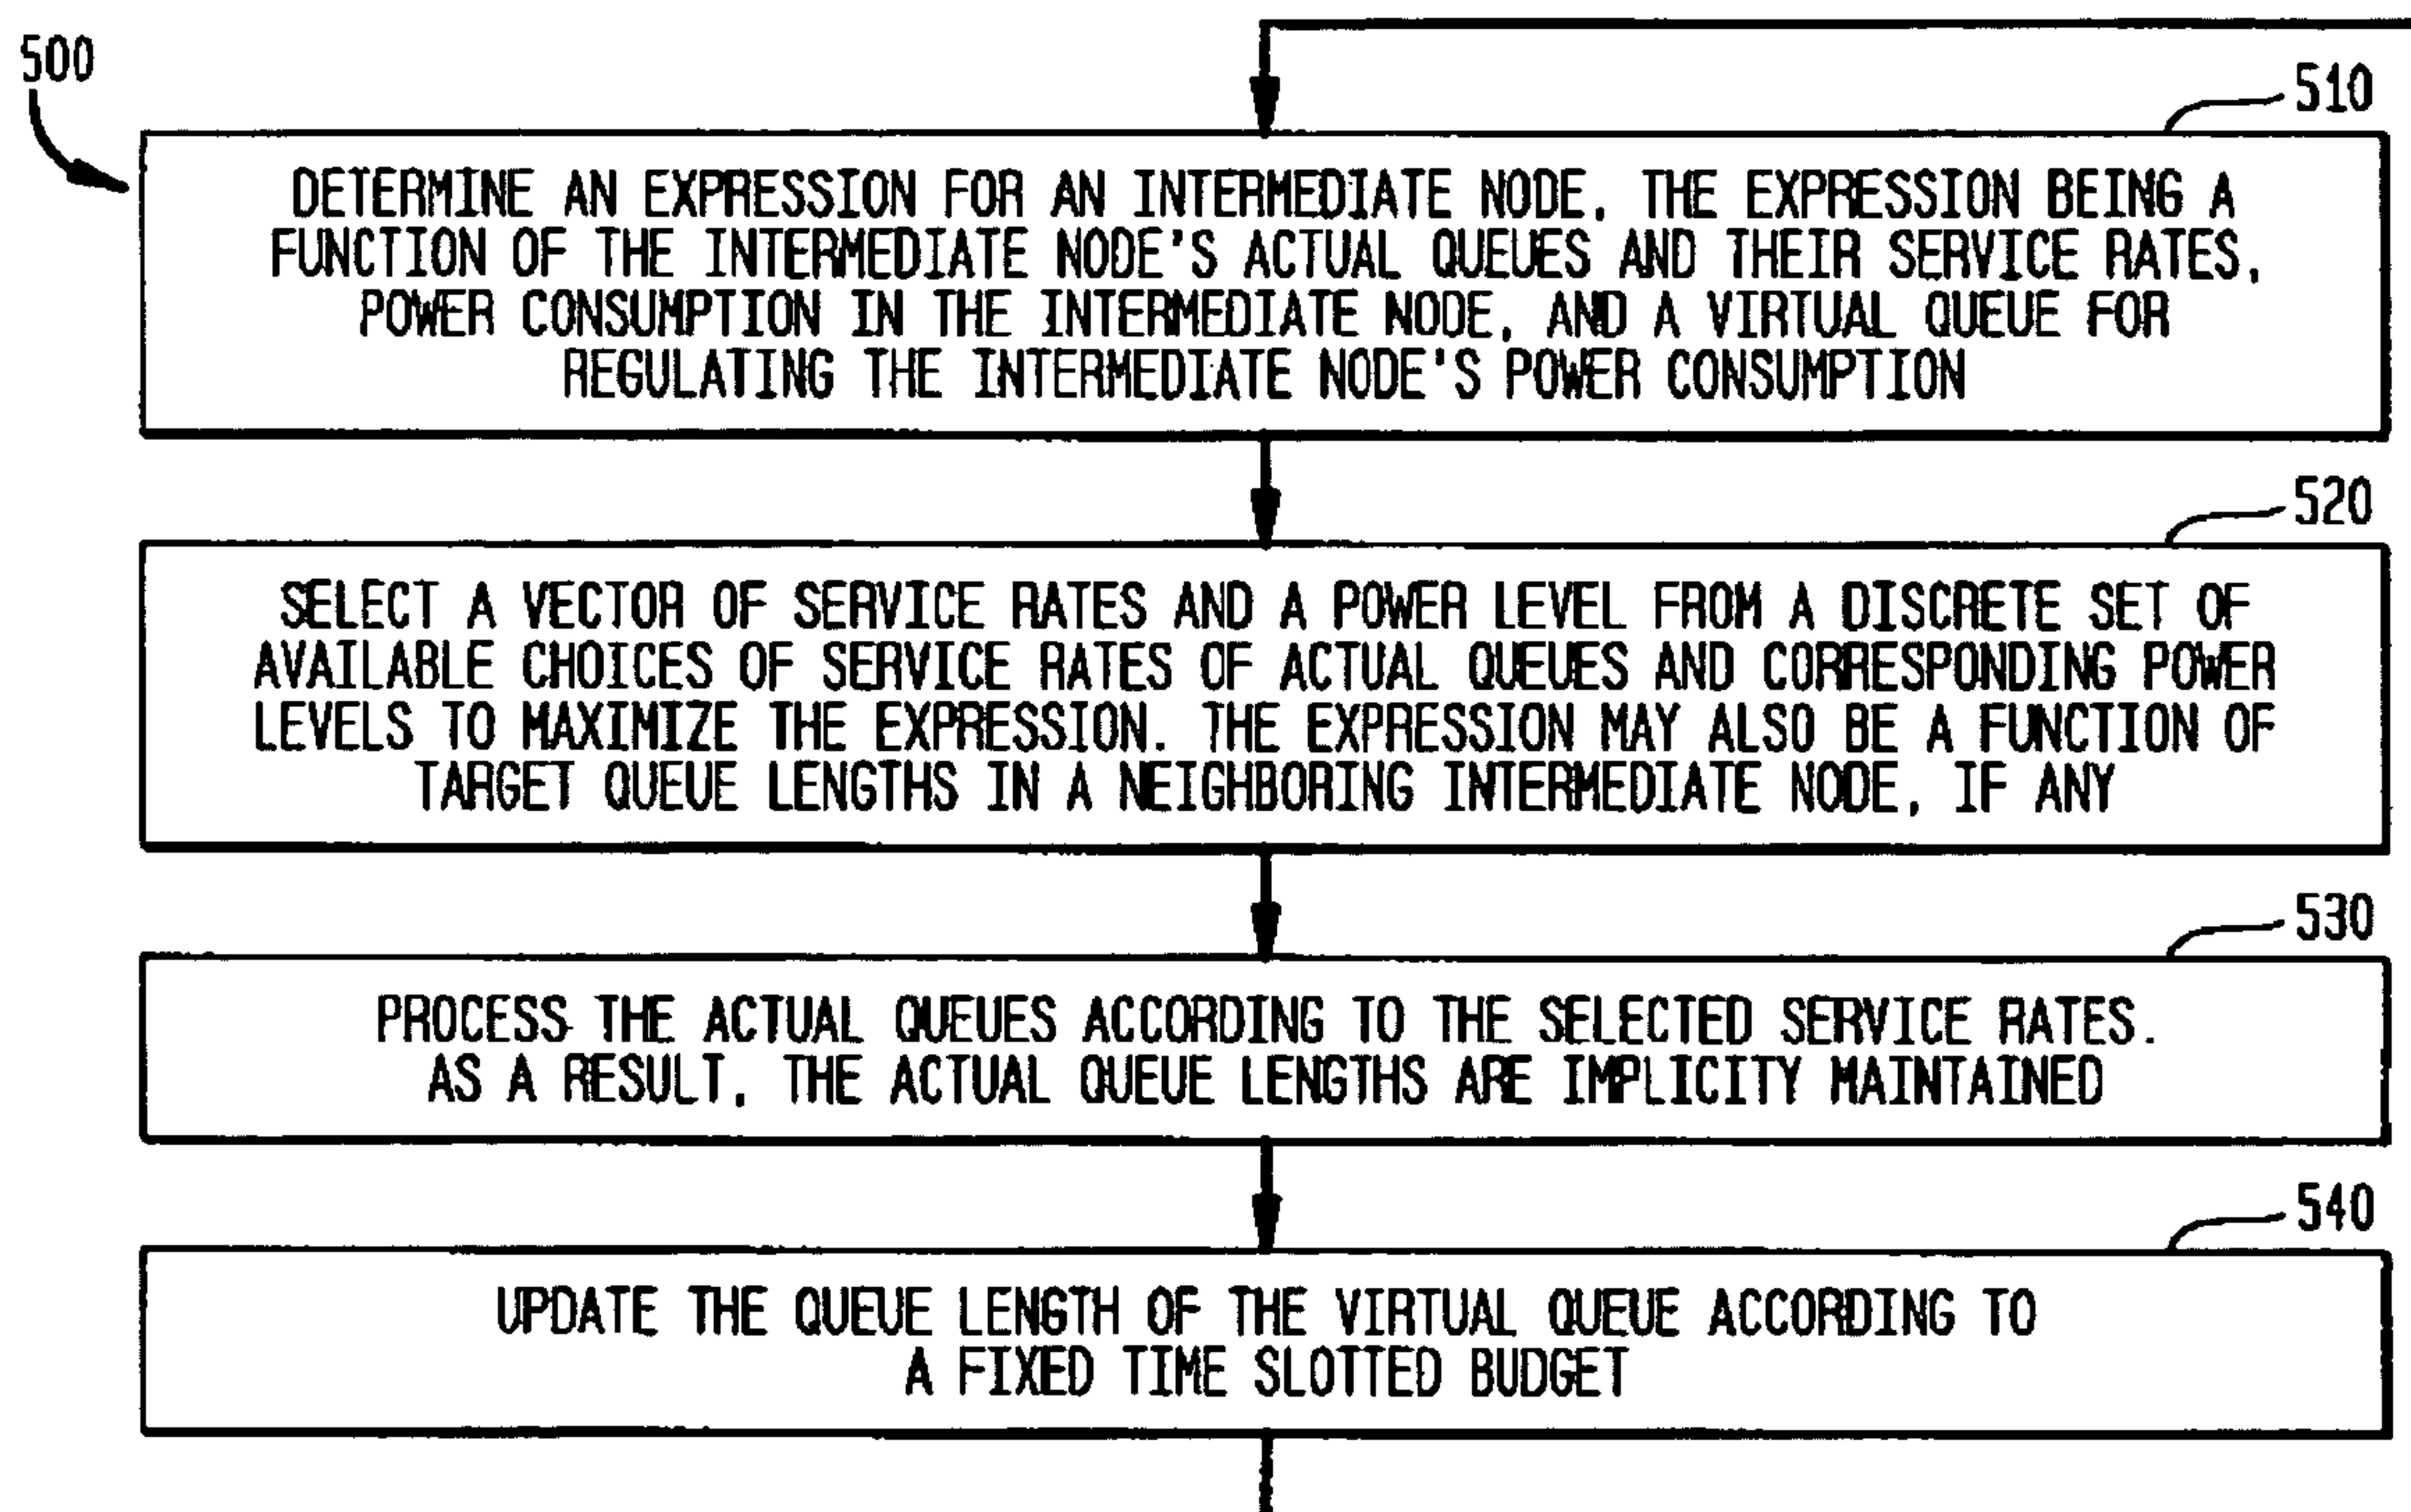 500
510
DETERMINE AN EXPRESSION FOR AN INTERMEDIATE NODE, THE EXPRESSION BEING A
FUNCTION OF THE INTERMEDIATE NODE'S ACTUAL QUEUES AND THEIR SERVICE RATES,
POWER CONSUMPTION IN THE INTERMEDIATE NODE, AND A VIRTUAL QUEUE FOR
REGULATING THE INTERMEDIATE NODE'S POWER CONSUMPTION
520
SELECT A VECTOR OF SERVICE RATES AND A POWER LEVEL FROM A DISCRETE SET OF
AVAILABLE CHOICES OF SERVICE RATES OF ACTUAL QUEUES AND CORRESPONDING POWER
LEVELS TO MAXIMIZE THE EXPRESSION. THE EXPRESSION MAY ALSO BE A FUNCTION OF
TARGET QUEUE LENGTHS IN A NEIGHBORING INTERMEDIATE NODE, IF ANY
530
PROCESS THE ACTUAL QUEUES ACCORDING TO THE SELECTED SERVICE RATES.
AS A RESULT, THE ACTUAL QUEUE LENGTHS ARE IMPLICITY MAINTAINED
540
UPDATE THE QUEUE LENGTH OF THE VIRTUAL QUEUE ACCORDING TO
A FIXED TIME SLOTTED BUDGET